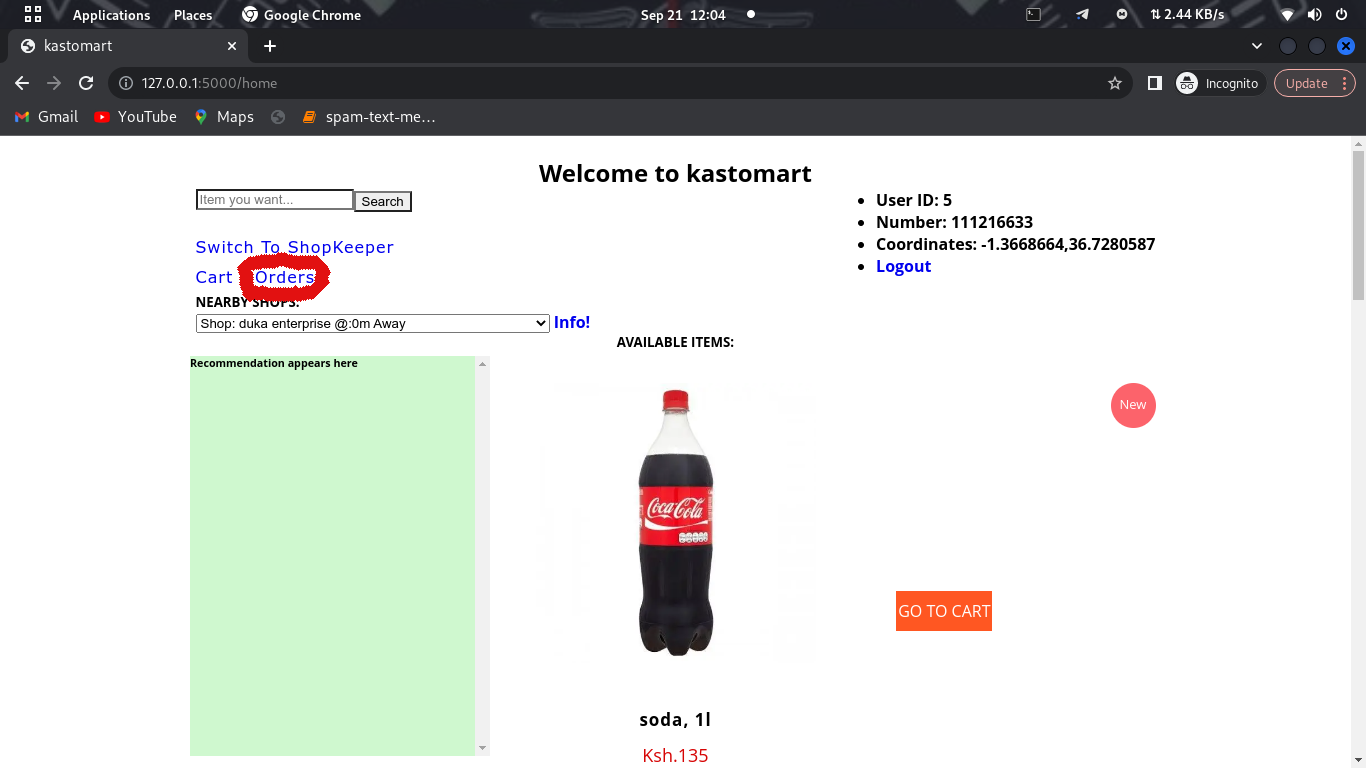 Applications Places Google Chrome Sep 21 12:04 2.44 KB/s
kastomart
127.0.0.1:5000/home Incognito Update
Gmail YouTube Maps spam-text-me…
Welcome to kastomart
Item you want... Search
User ID: 5
Number: 111216633
Coordinates: -1.3668664,36.7280587
Logout
Switch To ShopKeeper
Cart Orders
NEARBY SHOPS:
Shop: duka enterprise @:0m Away Info!
AVAILABLE ITEMS:
Recommendation appears here
New
Coca-Cola
GO TO CART
soda, 1l
Ksh.135